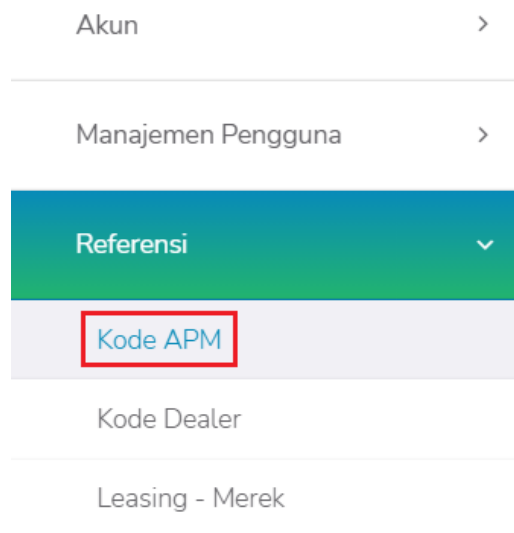 Akun
Manajemen Pengguna
Referensi
Kode APM
Kode Dealer
Leasing - Merek